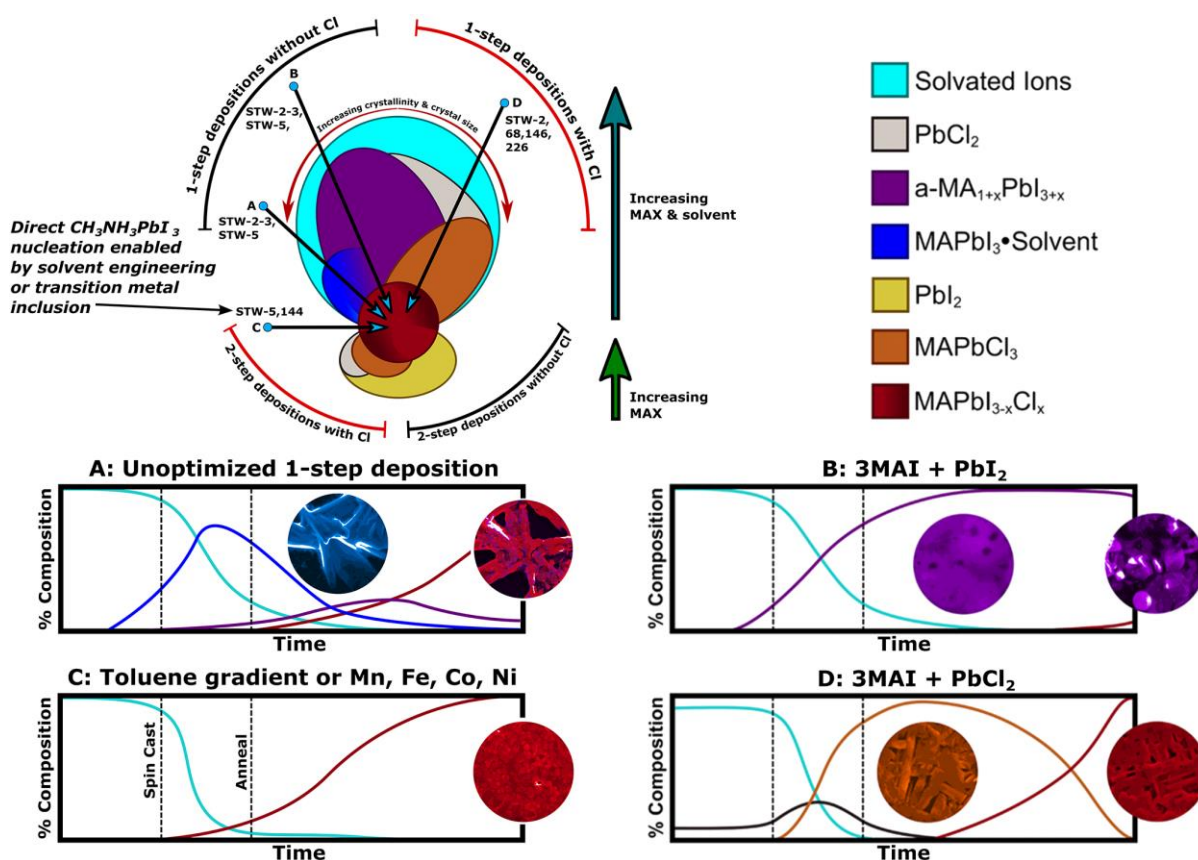 1-step depositions without Cl
1-step depositions with Cl
B
STW-2-3,
STW-5,
Increasing crystallinity & crystal size
D
STW-2,
68,146,
226
A
STW-2-3,
STW-5
Direct CH₃NH₃PbI ₃
nucleation enabled
by solvent engineering
or transition metal
inclusion
STW-5,144
C
2-step depositions with Cl
2-step depositions without Cl
Increasing
MAX & solvent
Increasing
MAX
Solvated Ions
PbCl₂
a-MA₁₊ₓPbI₃₊ₓ
MAPbI₃•Solvent
PbI₂
MAPbCl₃
MAPbI₃₋ₓClₓ
A: Unoptimized 1-step deposition
% Composition
Time
B: 3MAI + PbI₂
% Composition
Time
C: Toluene gradient or Mn, Fe, Co, Ni
% Composition
Spin Cast
Anneal
Time
D: 3MAI + PbCl₂
% Composition
Time